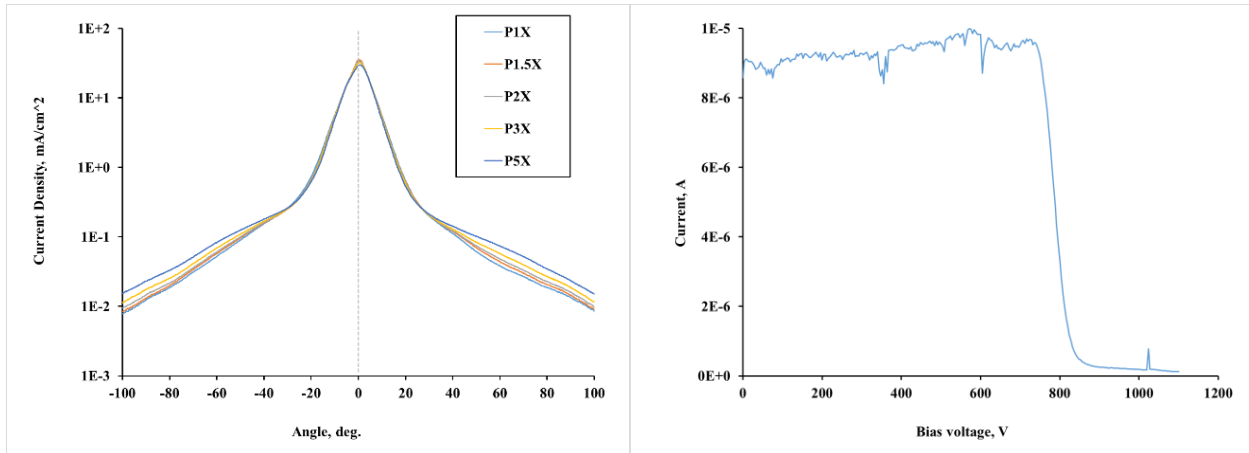 1E+2
1E+1
1E+0
1E-1
1E-2
1E-3
Current Density, mA/cm^2
-100 -80 -60 -40 -20 0 20 40 60 80 100
Angle, deg.
P1X
P1.5X
P2X
P3X
P5X
1E-5
8E-6
6E-6
4E-6
2E-6
0E+0
Current, A
0 200 400 600 800 1000 1200
Bias voltage, V